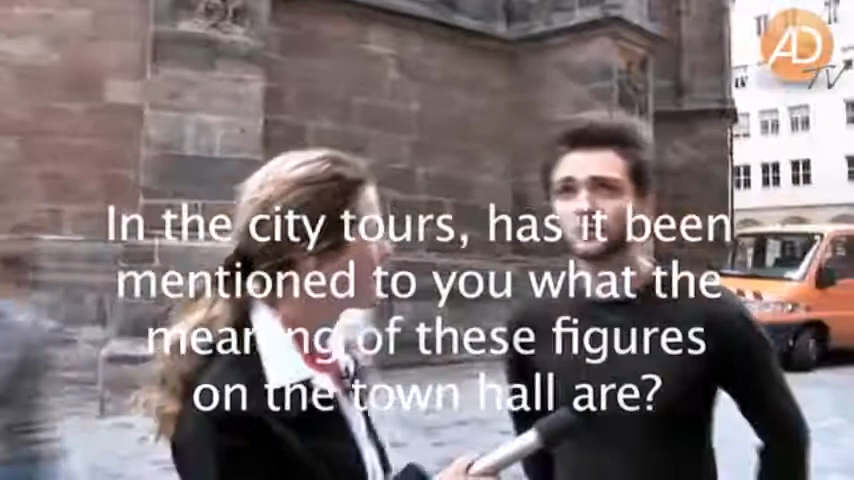 AD
TV
In the city tours, has it been
mentioned to you what the
meaning of these figures
on the town hall are?